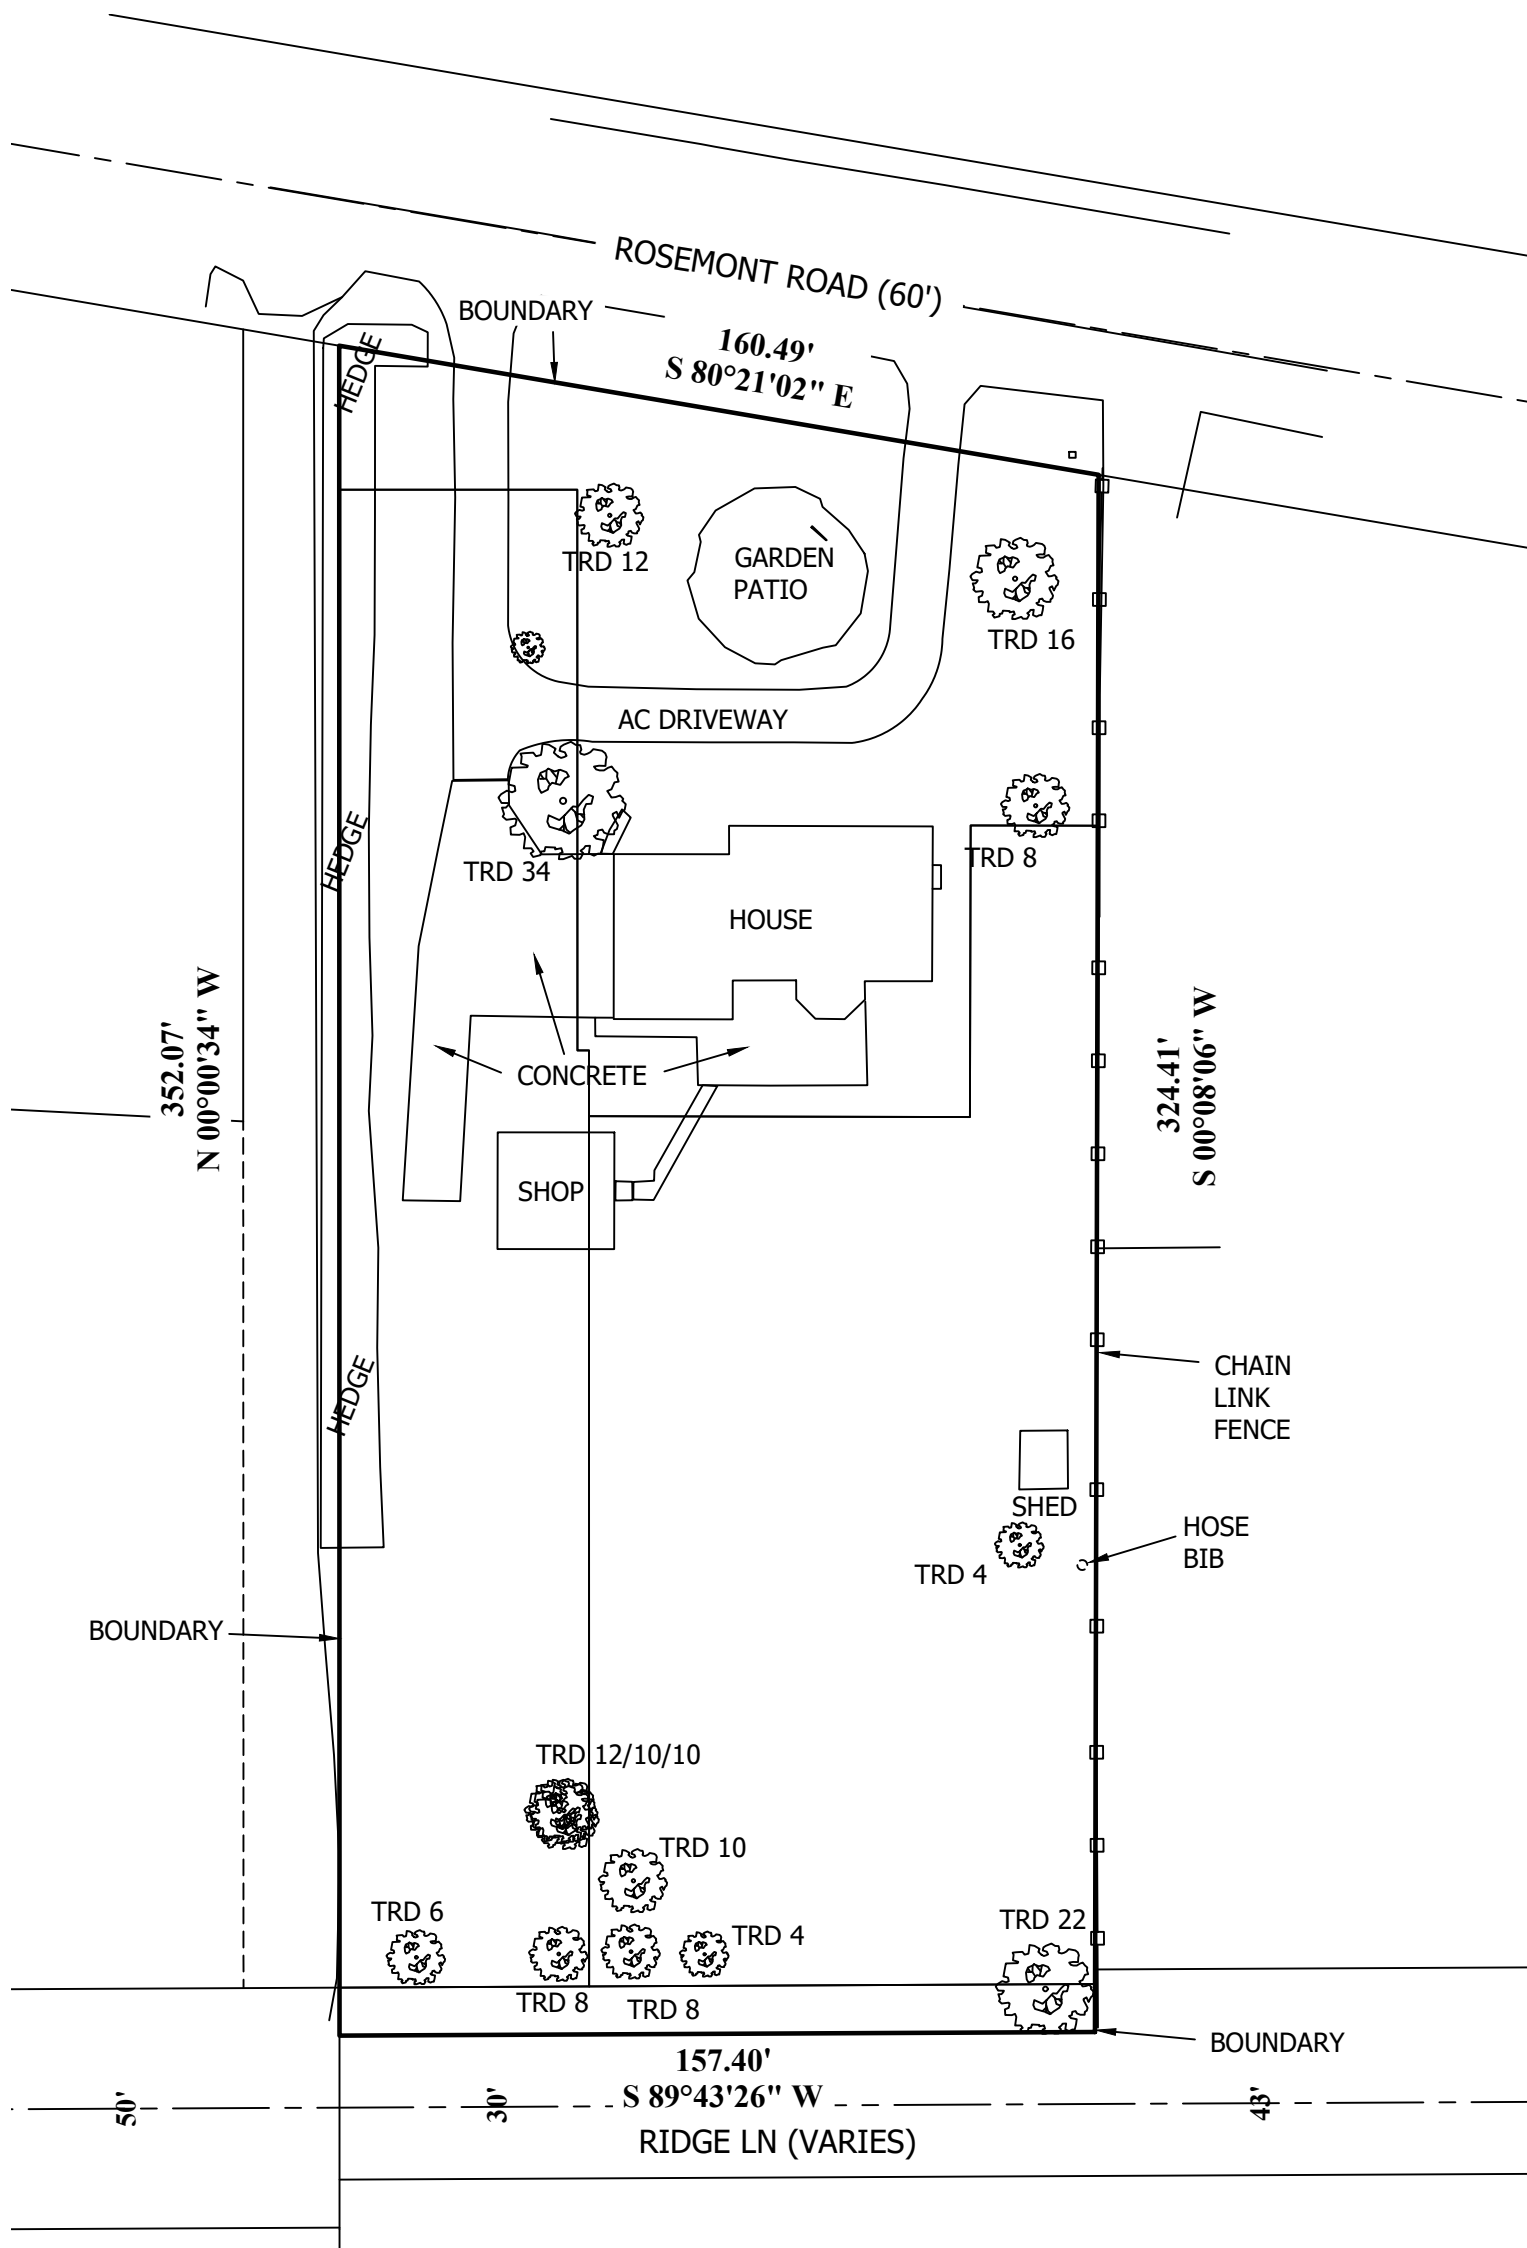 ROSEMONT ROAD (60')
BOUNDARY
160.49'
S 80°21'02" E
HEDGE
TRD 12
GARDEN
PATIO
TRD 16
AC DRIVEWAY
HEDGE
TRD 34
TRD 8
HOUSE
352.07'
N 00°00'34" W
324.41'
S 00°08'06" W
CONCRETE
SHOP
CHAIN
LINK
FENCE
HEDGE
SHED
HOSE
BIB
TRD 4
BOUNDARY
TRD 12/10/10
TRD 10
TRD 6
TRD 4
TRD 22
TRD 8
TRD 8
BOUNDARY
157.40'
S 89°43'26" W
50'
30'
43'
RIDGE LN (VARIES)